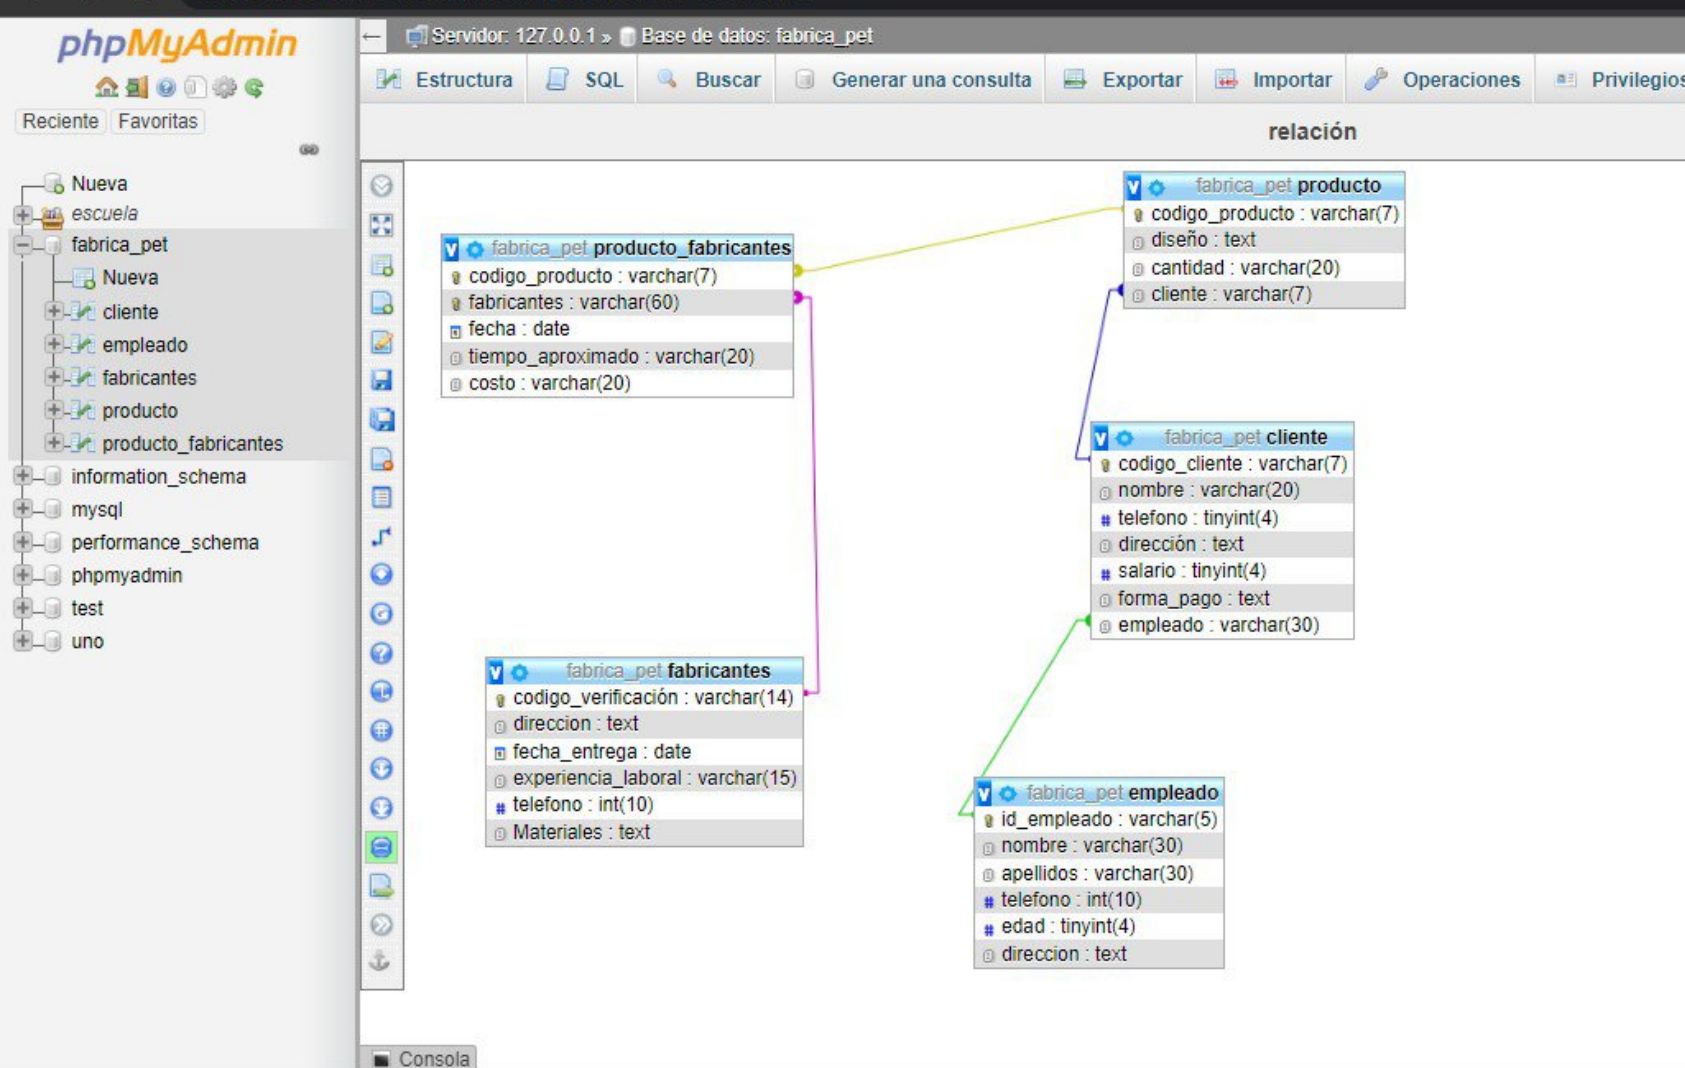 phpMyAdmin
Reciente Favoritas
Nueva
escuela
fabrica_pet
Nueva
cliente
empleado
fabricantes
producto
producto_fabricantes
information_schema
mysql
performance_schema
phpmyadmin
test
uno
Servidor: 127.0.0.1 » Base de datos: fabrica_pet
Estructura SQL Buscar Generar una consulta Exportar Importar Operaciones Privilegios
relación
fabrica_pet producto_fabricantes
codigo_producto : varchar(7)
fabricantes : varchar(60)
fecha : date
tiempo_aproximado : varchar(20)
costo : varchar(20)
fabrica_pet producto
codigo_producto : varchar(7)
diseño : text
cantidad : varchar(20)
cliente : varchar(7)
fabrica_pet cliente
codigo_cliente : varchar(7)
nombre : varchar(20)
telefono : tinyint(4)
dirección : text
salario : tinyint(4)
forma_pago : text
empleado : varchar(30)
fabrica_pet fabricantes
codigo_verificación : varchar(14)
direccion : text
fecha_entrega : date
experiencia_laboral : varchar(15)
telefono : int(10)
Materiales : text
fabrica_pet empleado
id_empleado : varchar(5)
nombre : varchar(30)
apellidos : varchar(30)
telefono : int(10)
edad : tinyint(4)
direccion : text
Consola